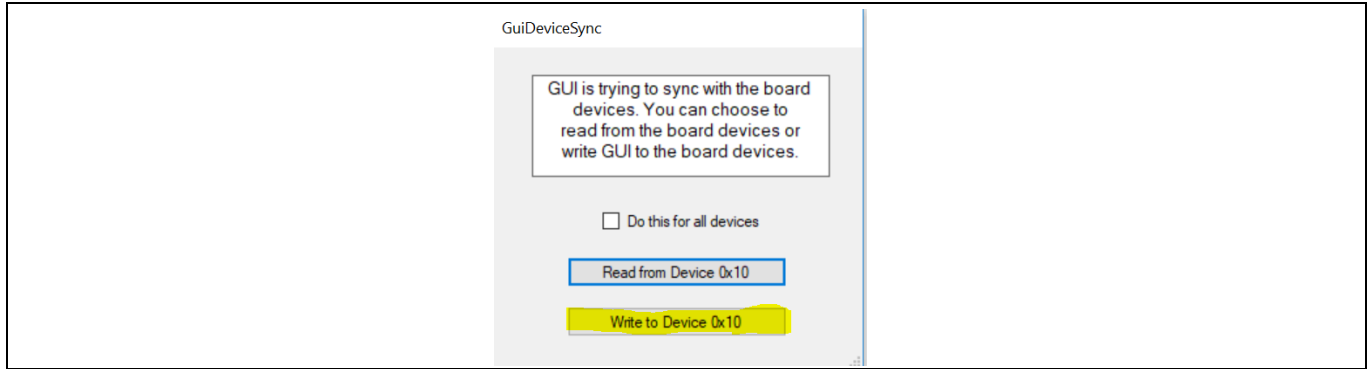 GuiDeviceSync
GUI is trying to sync with the board
devices. You can choose to
read from the board devices or
write GUI to the board devices.
Do this for all devices
Read from Device 0x10
Write to Device 0x10